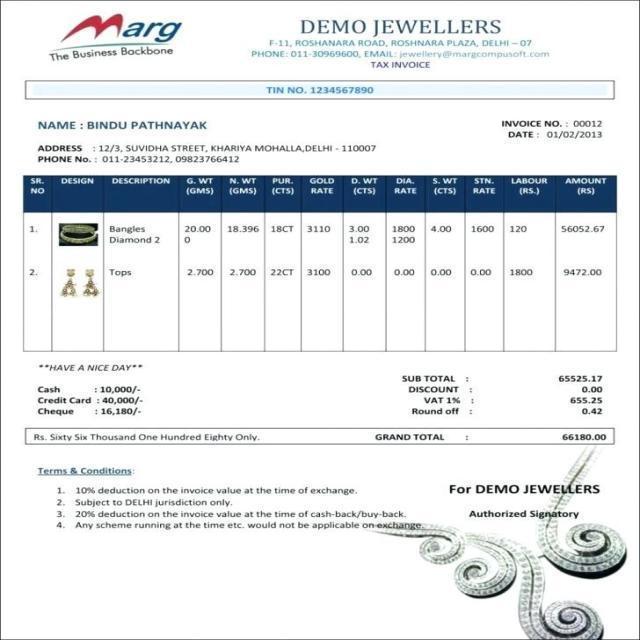 Marg
The Business Backbone
DEMO JEWELLERS
F-11, ROSHANARA ROAD, ROSHNARA PLAZA, DELHI – 07
PHONE: 011-30969600, EMAIL: jewellery@margcompusoft.com
TAX INVOICE
TIN NO. 1234567890
NAME : BINDU PATHNAYAK
INVOICE NO. : 00012
DATE : 01/02/2013
ADDRESS : 12/3, SUVIDHA STREET, KHARIYA MOHALLA,DELHI - 110007
PHONE No. : 011-23453212, 09823766412
SR. NO DESIGN DESCRIPTION G. WT (GMS) N. WT (GMS) PUR. (CTS) GOLD RATE D. WT (CTS) DIA. RATE S. WT (CTS) STN. RATE LABOUR (RS.) AMOUNT (RS)
1. Bangles 20.00 18.396 18CT 3110 3.00 1800 4.00 1600 120 56052.67
Diamond 2 0 1.02 1200
2. Tops 2.700 2.700 22CT 3100 0.00 0.00 0.00 0.00 1800 9472.00
**HAVE A NICE DAY**
Cash : 10,000/-
Credit Card : 40,000/-
Cheque : 16,180/-
SUB TOTAL : 65525.17
DISCOUNT : 0.00
VAT 1% : 655.25
Round off : 0.42
Rs. Sixty Six Thousand One Hundred Eighty Only. GRAND TOTAL : 66180.00
Terms & Conditions:
1. 10% deduction on the invoice value at the time of exchange.
2. Subject to DELHI jurisdiction only.
3. 20% deduction on the invoice value at the time of cash-back/buy-back.
4. Any scheme running at the time etc. would not be applicable on exchange.
For DEMO JEWELLERS
Authorized Signatory